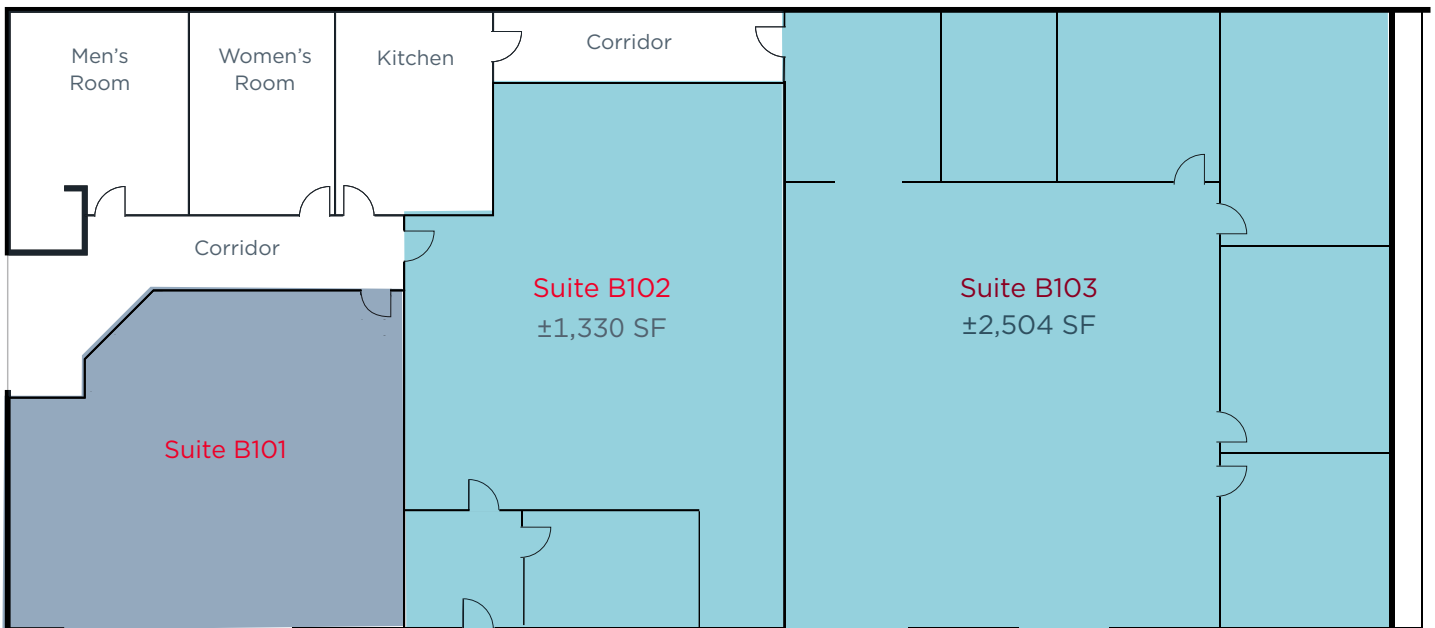 Men's
Room
Women's
Room
Kitchen
Corridor
Corridor
Suite B102
±1,330 SF
Suite B103
±2,504 SF
Suite B101